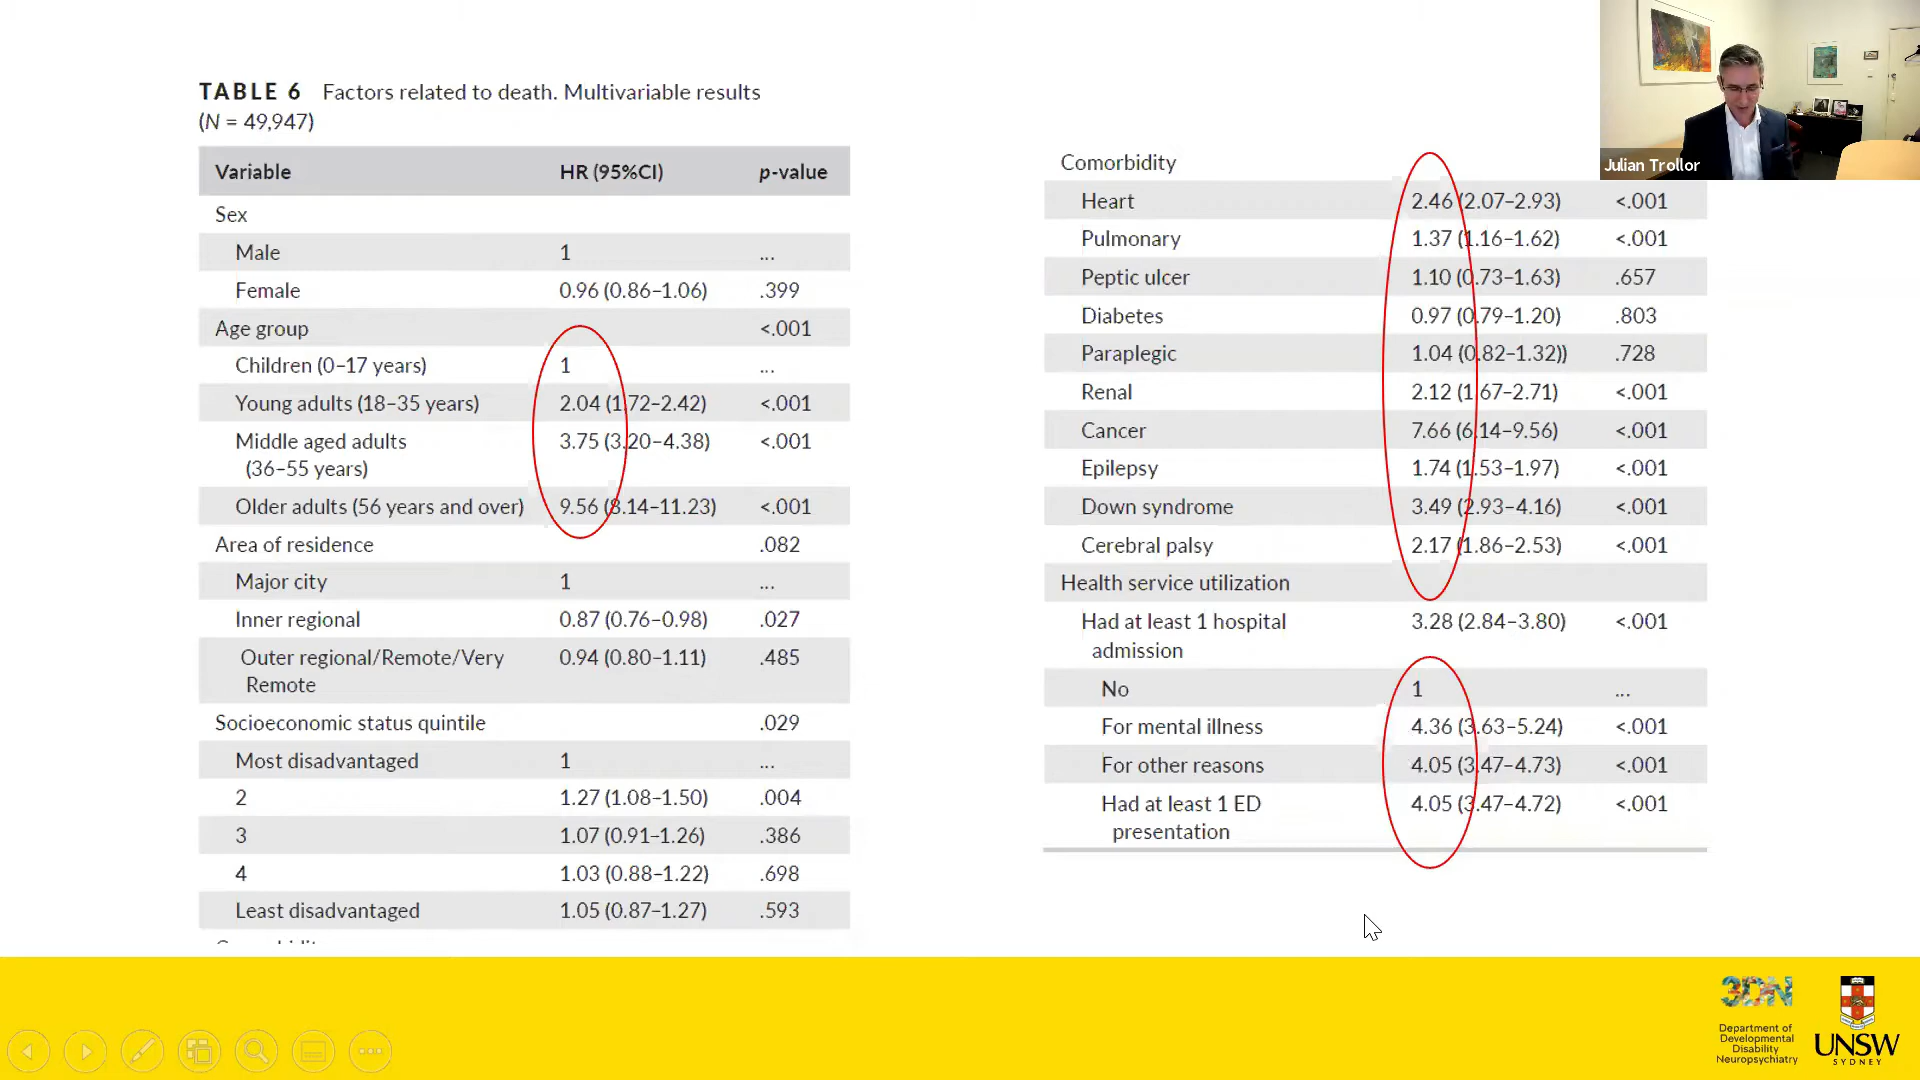 TABLE 6 Factors related to death. Multivariable results
(N = 49,947)
Variable HR (95%CI) p-value
Sex
Male 1 ...
Female 0.96 (0.86–1.06) .399
Age group <.001
Children (0–17 years) 1 ...
Young adults (18–35 years) 2.04 (1.72–2.42) <.001
Middle aged adults 3.75 (3.20–4.38) <.001
(36–55 years)
Older adults (56 years and over) 9.56 (8.14–11.23) <.001
Area of residence .082
Major city 1 ...
Inner regional 0.87 (0.76–0.98) .027
Outer regional/Remote/Very 0.94 (0.80–1.11) .485
Remote
Socioeconomic status quintile .029
Most disadvantaged 1 ...
2 1.27 (1.08–1.50) .004
3 1.07 (0.91–1.26) .386
4 1.03 (0.88–1.22) .698
Least disadvantaged 1.05 (0.87–1.27) .593
Comorbidity
Heart 2.46 (2.07–2.93) <.001
Pulmonary 1.37 (1.16–1.62) <.001
Peptic ulcer 1.10 (0.73–1.63) .657
Diabetes 0.97 (0.79–1.20) .803
Paraplegic 1.04 (0.82–1.32)) .728
Renal 2.12 (1.67–2.71) <.001
Cancer 7.66 (6.14–9.56) <.001
Epilepsy 1.74 (1.53–1.97) <.001
Down syndrome 3.49 (2.93–4.16) <.001
Cerebral palsy 2.17 (1.86–2.53) <.001
Health service utilization
Had at least 1 hospital 3.28 (2.84–3.80) <.001
admission
No 1 ...
For mental illness 4.36 (3.63–5.24) <.001
For other reasons 4.05 (3.47–4.73) <.001
Had at least 1 ED 4.05 (3.47–4.72) <.001
presentation
Julian Trollor
3DN
Department of
Developmental
Disability
Neuropsychiatry
UNSW
SYDNEY